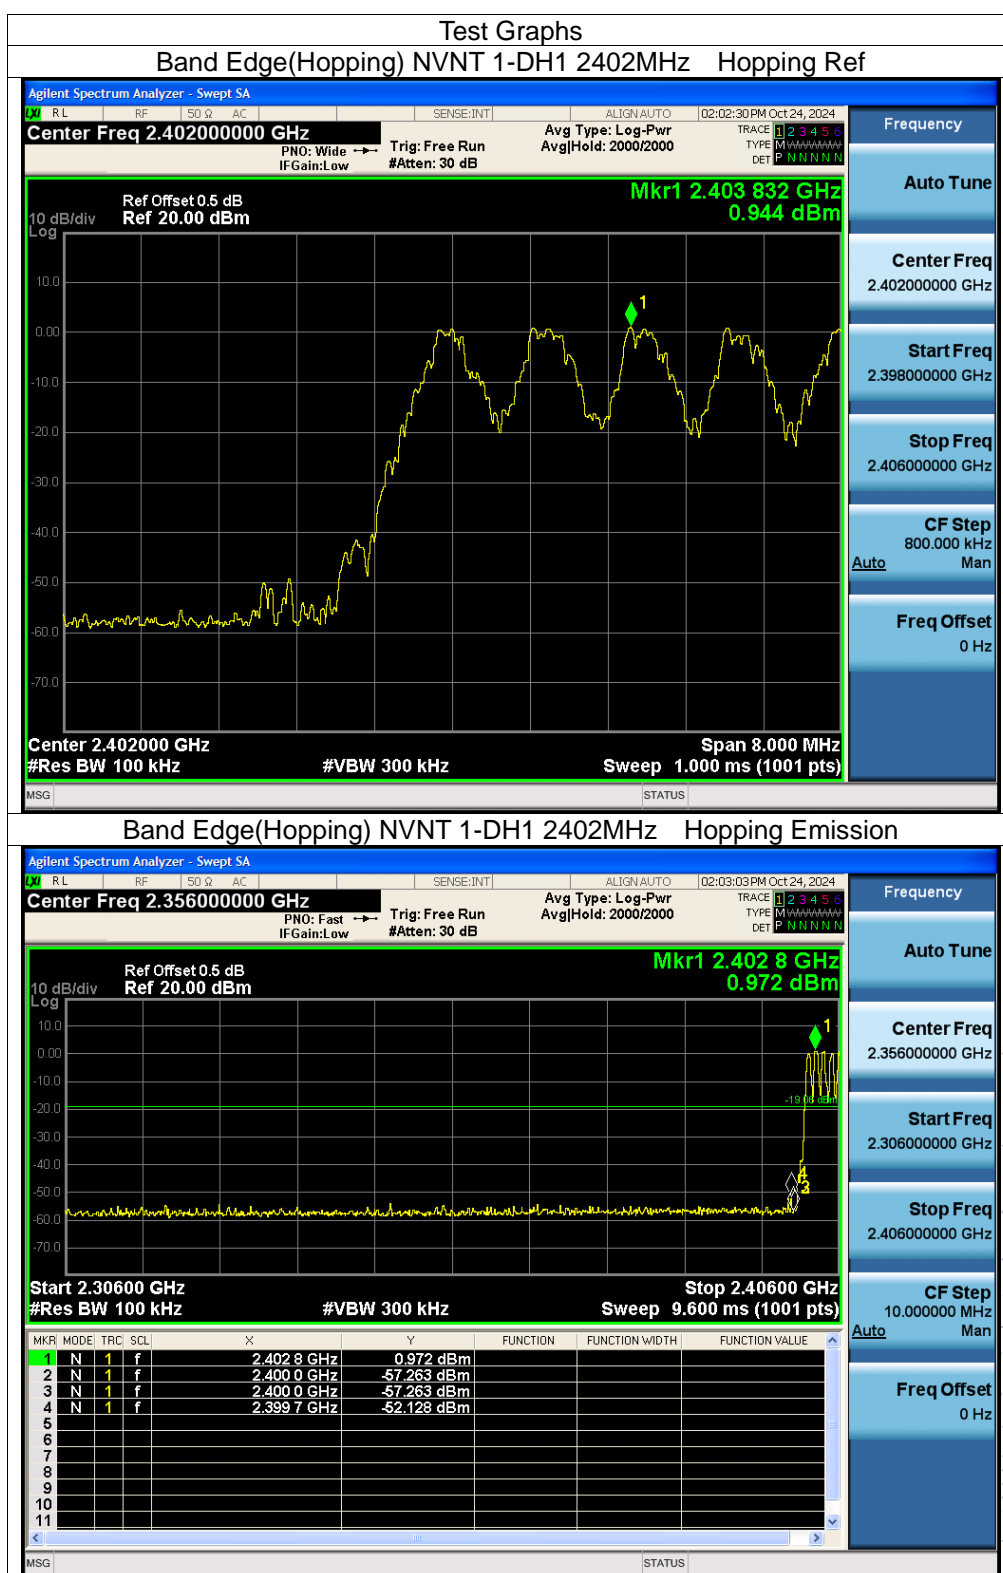 Test Graphs
Band Edge(Hopping) NVNT 1-DH1 2402MHz Hopping Ref
Agilent Spectrum Analyzer - Swept SA
LXI RL RF 50 Ω AC SENSE:INT ALIGN AUTO 02:02:30 PM Oct 24, 2024
Center Freq 2.402000000 GHz
PNO: Wide
IFGain:Low
Trig: Free Run
#Atten: 30 dB
Avg Type: Log-Pwr
Avg|Hold: 2000/2000
TRACE 1 2 3 4 5 6
TYPE M W W W W W
DET P N N N N N
Mkr1 2.403 832 GHz
0.944 dBm
Ref Offset 0.5 dB
10 dB/div Ref 20.00 dBm
Log
1
10.0
0.00
-10.0
-20.0
-30.0
-40.0
-50.0
-60.0
-70.0
Center 2.402000 GHz Span 8.000 MHz
#Res BW 100 kHz #VBW 300 kHz Sweep 1.000 ms (1001 pts)
MSG STATUS
Frequency
Auto Tune
Center Freq
2.402000000 GHz
Start Freq
2.398000000 GHz
Stop Freq
2.406000000 GHz
CF Step
800.000 kHz
Auto Man
Freq Offset
0 Hz
Band Edge(Hopping) NVNT 1-DH1 2402MHz Hopping Emission
Agilent Spectrum Analyzer - Swept SA
LXI RL RF 50 Ω AC SENSE:INT ALIGN AUTO 02:03:03 PM Oct 24, 2024
Center Freq 2.356000000 GHz
PNO: Fast
IFGain:Low
Trig: Free Run
#Atten: 30 dB
Avg Type: Log-Pwr
Avg|Hold: 2000/2000
TRACE 1 2 3 4 5 6
TYPE M W W W W W
DET P N N N N N
Mkr1 2.402 8 GHz
0.972 dBm
Ref Offset 0.5 dB
10 dB/div Ref 20.00 dBm
Log
1
10.0
0.00
-10.0
-20.0
-19.06 dBm
-30.0
-40.0
4
3
-50.0
-60.0
-70.0
Start 2.30600 GHz Stop 2.40600 GHz
#Res BW 100 kHz #VBW 300 kHz Sweep 9.600 ms (1001 pts)
MKR MODE TRC SCL X Y FUNCTION FUNCTION WIDTH FUNCTION VALUE
1 N 1 f 2.402 8 GHz 0.972 dBm
2 N 1 f 2.400 0 GHz -57.263 dBm
3 N 1 f 2.400 0 GHz -57.263 dBm
4 N 1 f 2.399 7 GHz -52.128 dBm
5
6
7
8
9
10
11
MSG STATUS
Frequency
Auto Tune
Center Freq
2.356000000 GHz
Start Freq
2.306000000 GHz
Stop Freq
2.406000000 GHz
CF Step
10.000000 MHz
Auto Man
Freq Offset
0 Hz